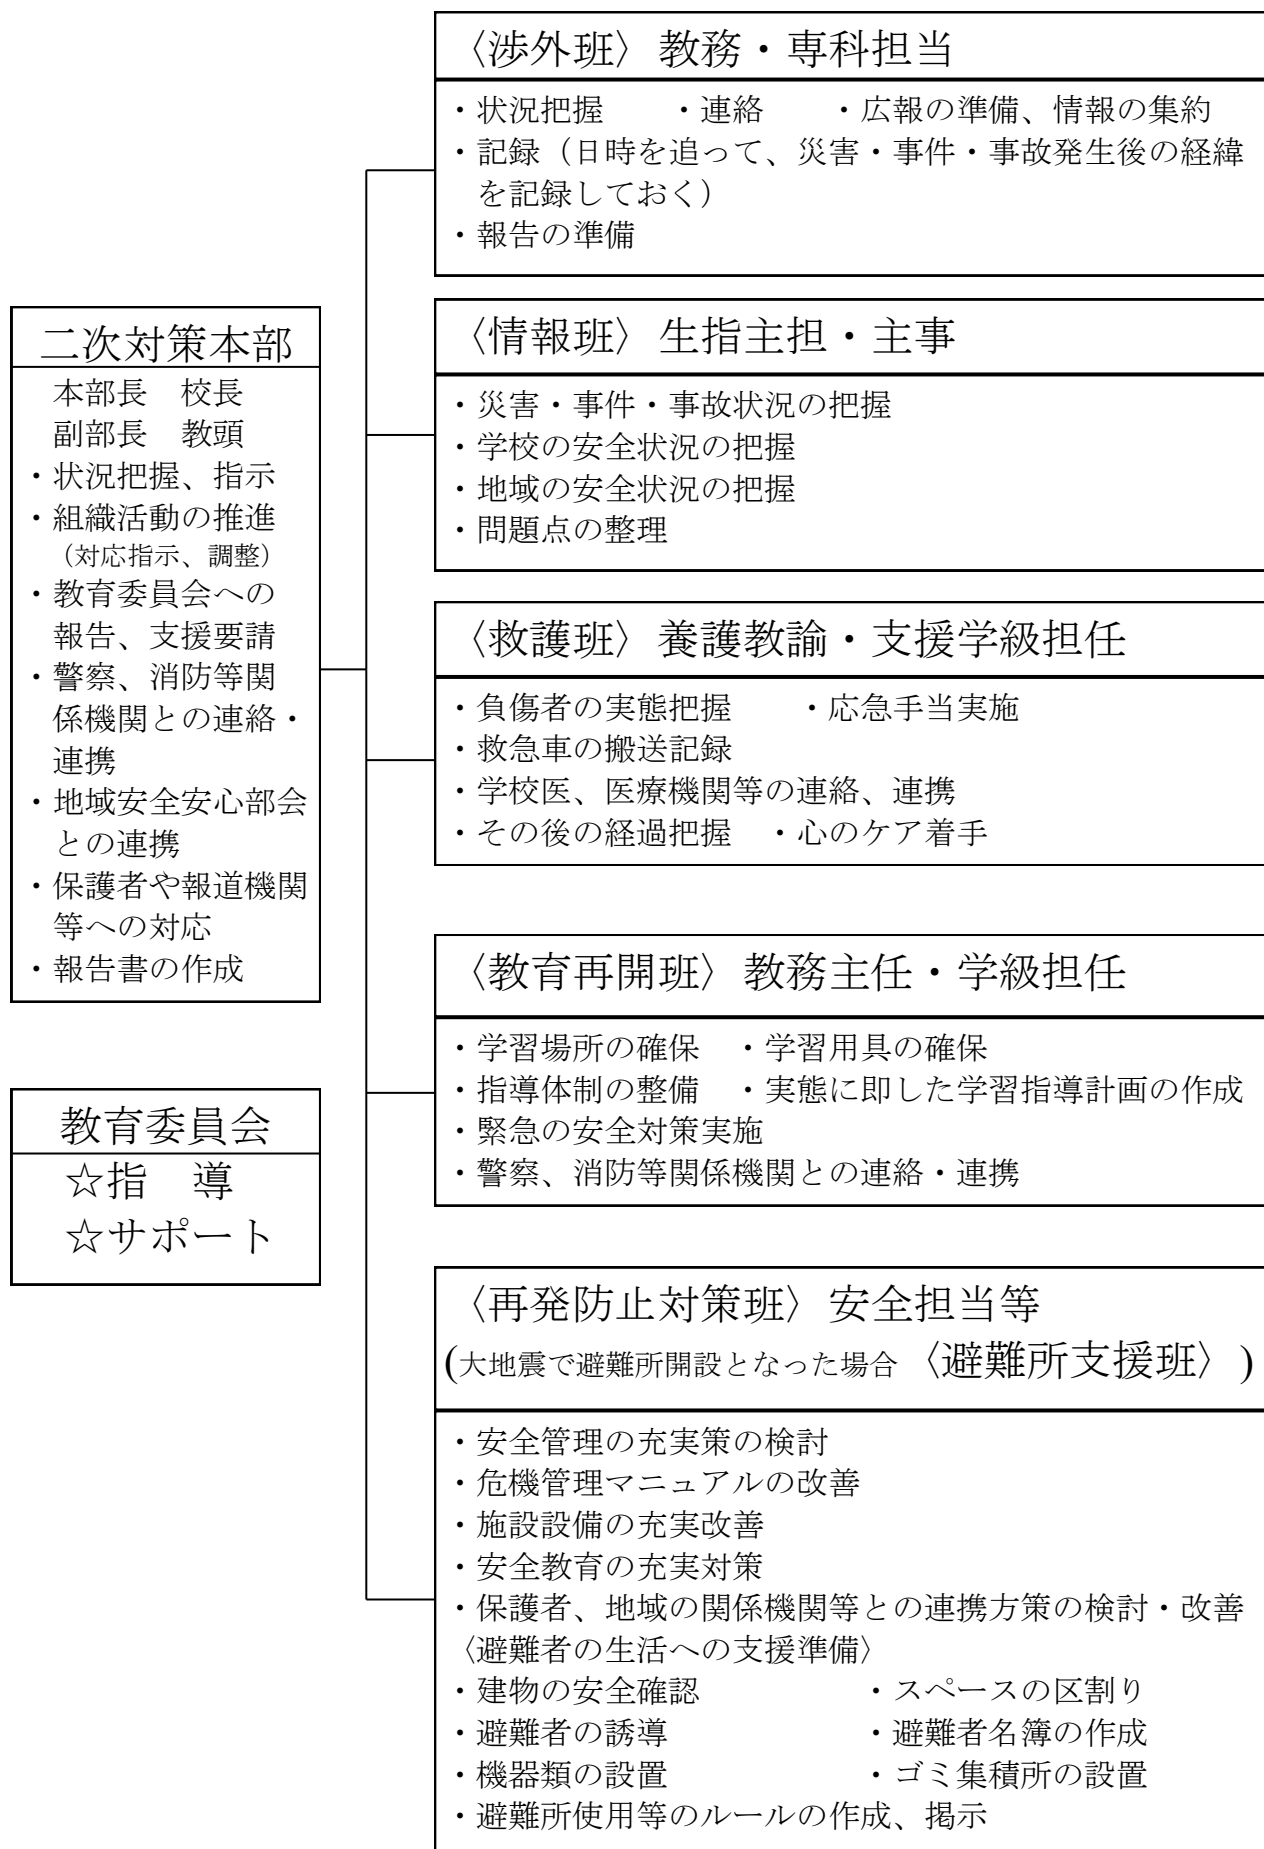 二次対策本部
本部長　校長
副部長　教頭
・状況把握、指示
・組織活動の推進
（対応指示、調整）
・教育委員会への
報告、支援要請
・警察、消防等関
係機関との連絡・
連携
・地域安全安心部会
との連携
・保護者や報道機関
等への対応
・報告書の作成
教育委員会
☆指　導
☆サポート
〈渉外班〉教務・専科担当
・状況把握　　・連絡　　・広報の準備、情報の集約
・記録（日時を追って、災害・事件・事故発生後の経緯
を記録しておく）
・報告の準備
〈情報班〉生指主担・主事
・災害・事件・事故状況の把握
・学校の安全状況の把握
・地域の安全状況の把握
・問題点の整理
〈救護班〉養護教諭・支援学級担任
・負傷者の実態把握　　・応急手当実施
・救急車の搬送記録
・学校医、医療機関等の連絡、連携
・その後の経過把握　・心のケア着手
〈教育再開班〉教務主任・学級担任
・学習場所の確保　・学習用具の確保
・指導体制の整備　・実態に即した学習指導計画の作成
・緊急の安全対策実施
・警察、消防等関係機関との連絡・連携
〈再発防止対策班〉安全担当等
(大地震で避難所開設となった場合〈避難所支援班〉)
・安全管理の充実策の検討
・危機管理マニュアルの改善
・施設設備の充実改善
・安全教育の充実対策
・保護者、地域の関係機関等との連携方策の検討・改善
〈避難者の生活への支援準備〉
・建物の安全確認　　　　　・スペースの区割り
・避難者の誘導　　　　　　・避難者名簿の作成
・機器類の設置　　　　　　・ゴミ集積所の設置
・避難所使用等のルールの作成、掲示